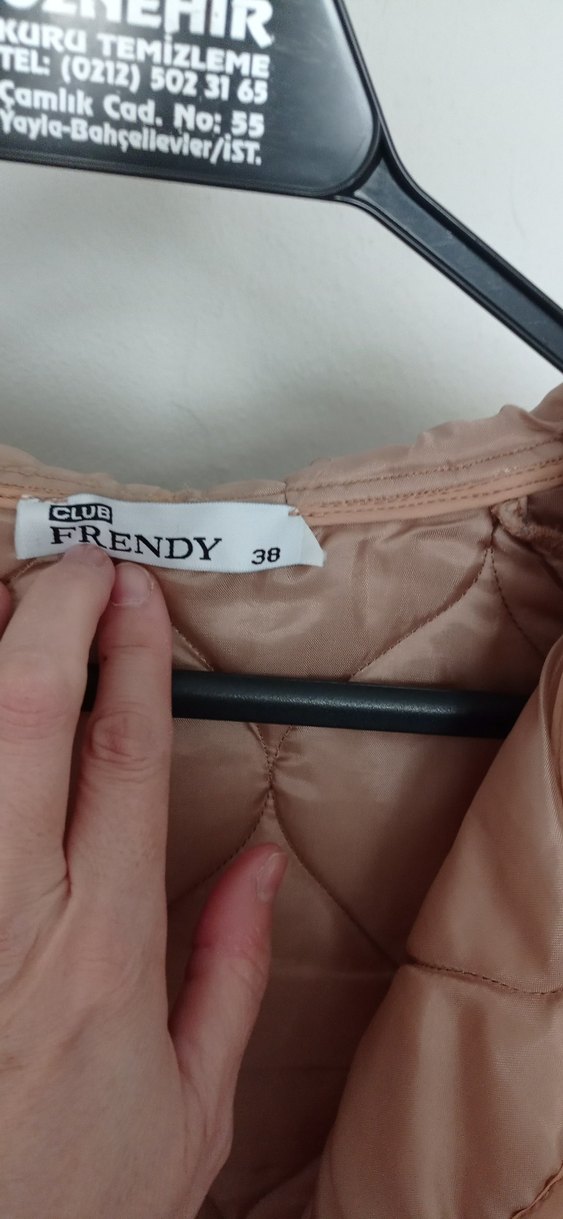 KURU TEMİZLEME
TEL: (0212) 502 31 65
Çamlık Cad. No: 55
Yayla-Bahçelievler/İST.
CLUB
FRENDY
38